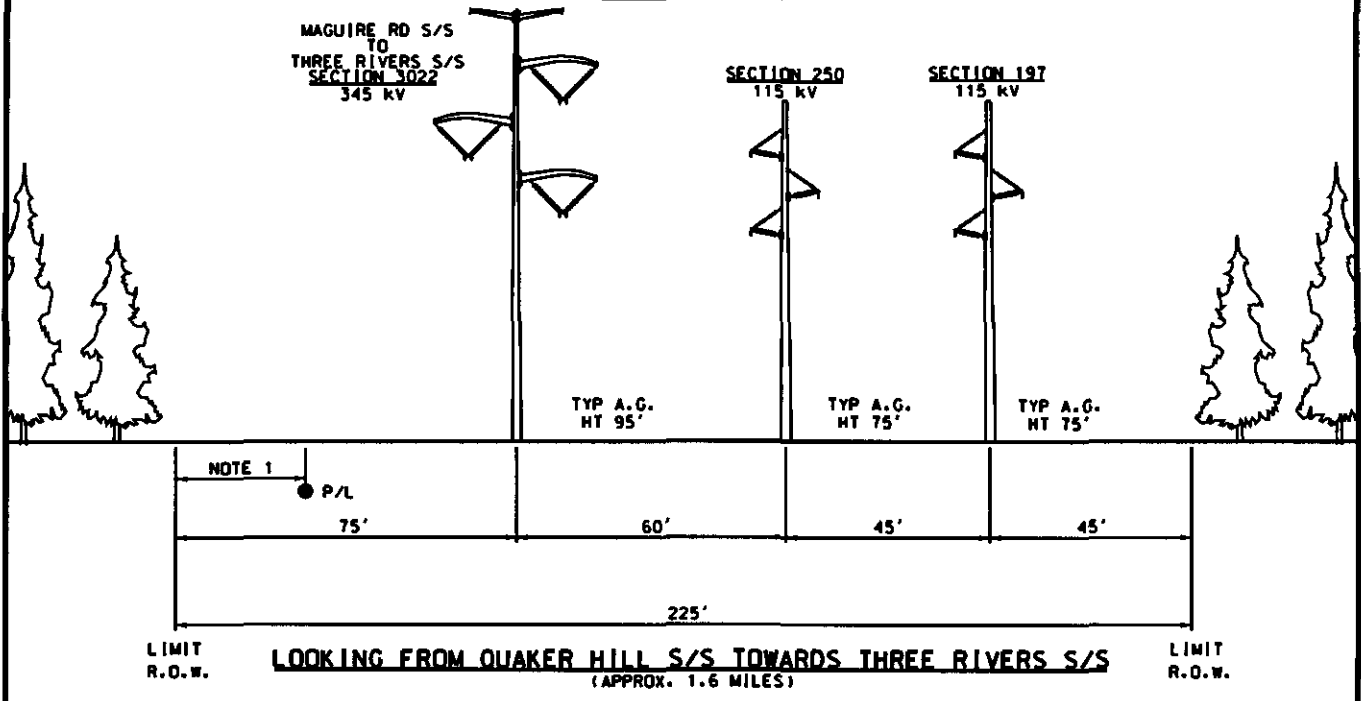 MAGUIRE RD S/S
TO
THREE RIVERS S/S
SECTION 3022
345 kV
SECTION 250
115 kV
SECTION 197
115 kV
TYP A.G.
HT 95'
TYP A.G.
HT 75'
TYP A.G.
HT 75'
NOTE 1
P/L
75'
60'
45'
45'
225'
LIMIT
R.O.W.
LOOKING FROM QUAKER HILL S/S TOWARDS THREE RIVERS S/S
(APPROX. 1.6 MILES)
LIMIT
R.O.W.